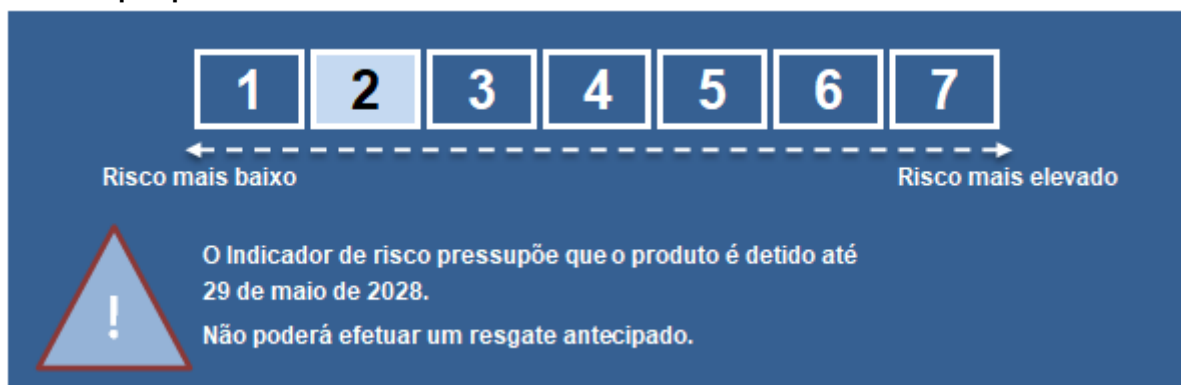 1 2 3 4 5 6 7
Risco mais baixo Risco mais elevado
O Indicador de risco pressupõe que o produto é detido até
29 de maio de 2028.
!
Não poderá efetuar um resgate antecipado.